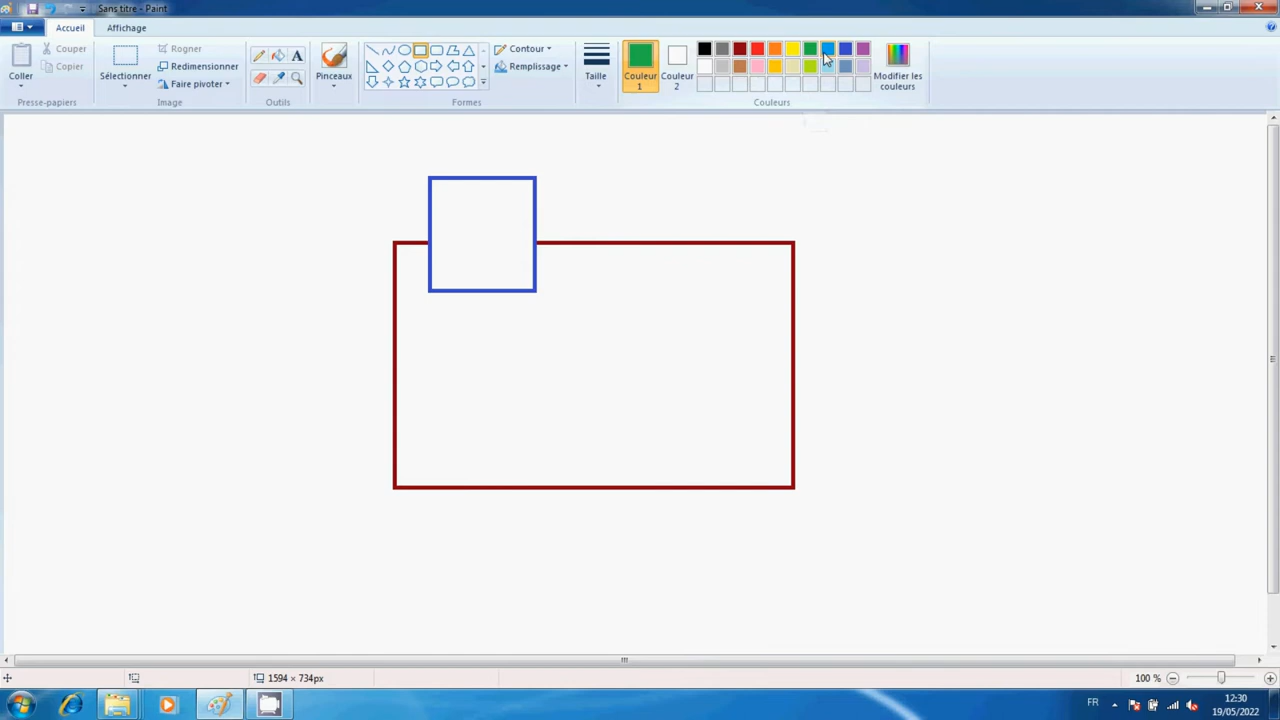 Sans titre - Paint
Accueil
Affichage
Coller
Couper
Copier
Presse-papiers
Sélectionner
Rogner
Redimensionner
Faire pivoter
Image
A
Outils
Pinceaux
Formes
Contour
Remplissage
Taille
Couleur
1
Couleur
2
Couleurs
Modifier les
couleurs
1594 × 734px
100 %
FR
12:30
19/05/2022